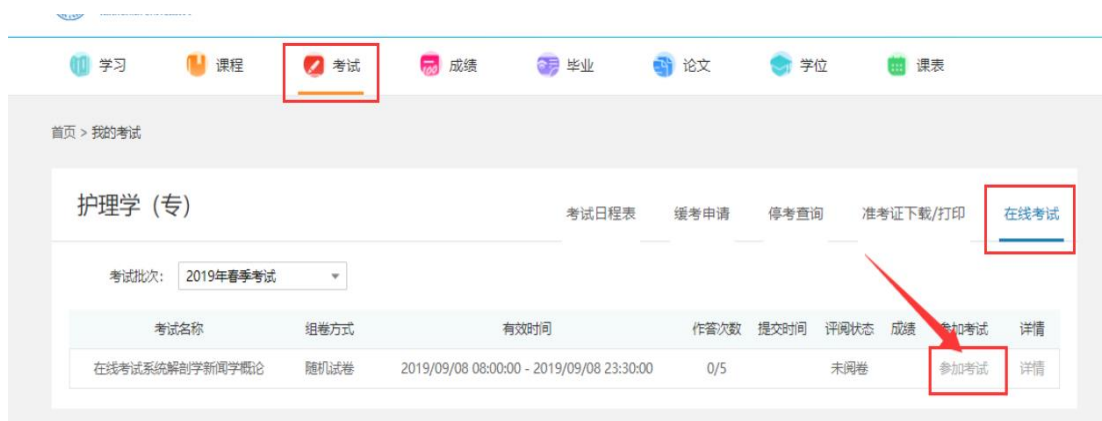 学习 课程 考试 100 成绩 毕业 论文 学位 课表
首页 > 我的考试
护理学（专） 考试日程表 缓考申请 停考查询 准考证下载/打印 在线考试
考试批次： 2019年春季考试
考试名称 组卷方式 有效时间 作答次数 提交时间 评阅状态 成绩 参加考试 详情
在线考试系统解剖学新闻学概论 随机试卷 2019/09/08 08:00:00 - 2019/09/08 23:30:00 0/5 未阅卷 参加考试 详情